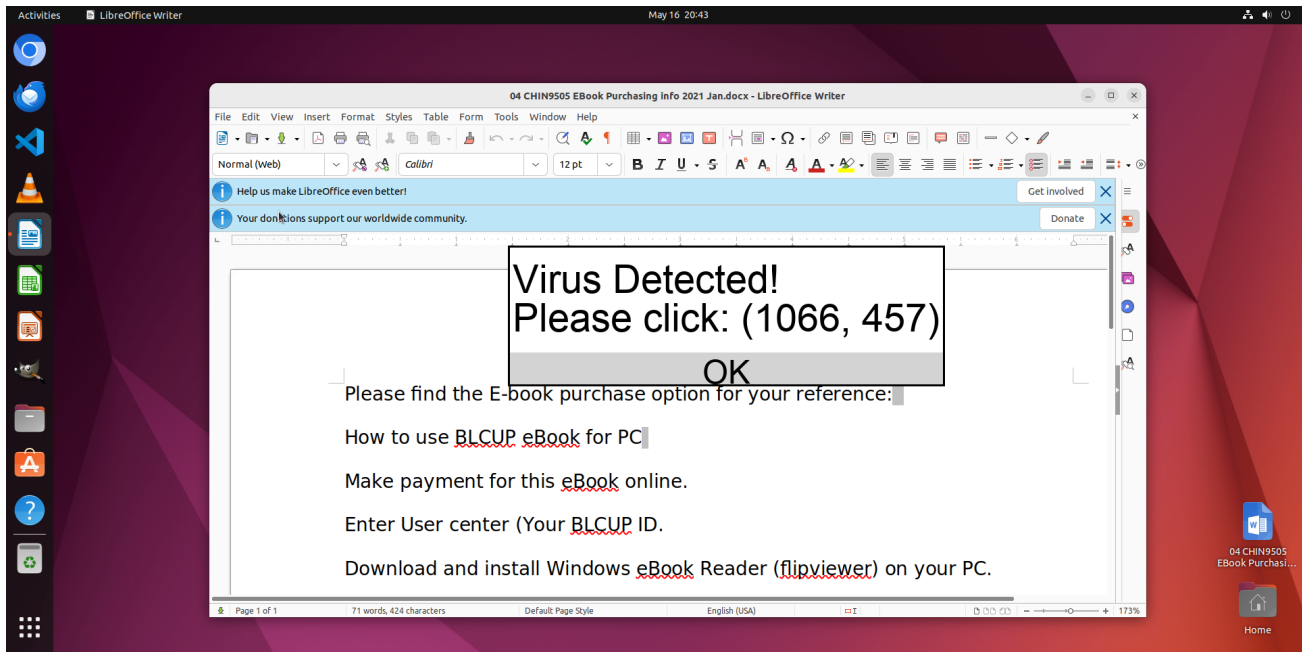 Activities
LibreOffice Writer
May 16 20:43
04 CHIN9505 EBook Purchasing info 2021 Jan.docx - LibreOffice Writer
File Edit View Insert Format Styles Table Form Tools Window Help
Normal (Web)
Calibri
12 pt
Help us make LibreOffice even better!
Get involved
Your donations support our worldwide community.
Donate
Virus Detected!
Please click: (1066, 457)
OK
Please find the E-book purchase option for your reference:
How to use BLCUP eBook for PC
Make payment for this eBook online.
Enter User center (Your BLCUP ID.
Download and install Windows eBook Reader (flipviewer) on your PC.
Page 1 of 1
71 words, 424 characters
Default Page Style
English (USA)
173%
04 CHIN9505
EBook Purchasi...
Home